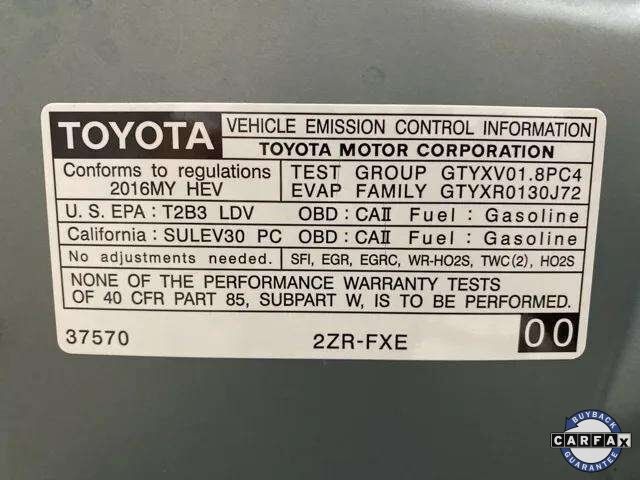 TOYOTA
VEHICLE EMISSION CONTROL INFORMATION
TOYOTA MOTOR CORPORATION
Conforms to regulations
2016MY HEV
TEST GROUP GTYXV01.8PC4
EVAP FAMILY GTYXR0130J72
U. S. EPA : T2B3 LDV OBD : CAII Fuel : Gasoline
California : SULEV30 PC OBD : CAII Fuel : Gasoline
No adjustments needed. SFI, EGR, EGRC, WR-HO2S, TWC(2), HO2S
NONE OF THE PERFORMANCE WARRANTY TESTS
OF 40 CFR PART 85, SUBPART W, IS TO BE PERFORMED.
37570 2ZR-FXE 00
BUYBACK
CARFAX
GUARANTEE